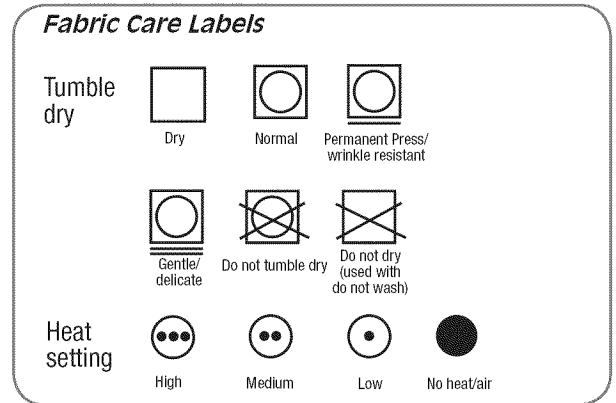 Fabric Care Labels
Tumble
dry
Dry
Normal
Permanent Press/
wrinkle resistant
Gentle/
delicate
Do not tumble dry
Do not dry
(used with
do not wash)
Heat
setting
High
Medium
Low
No heat/air